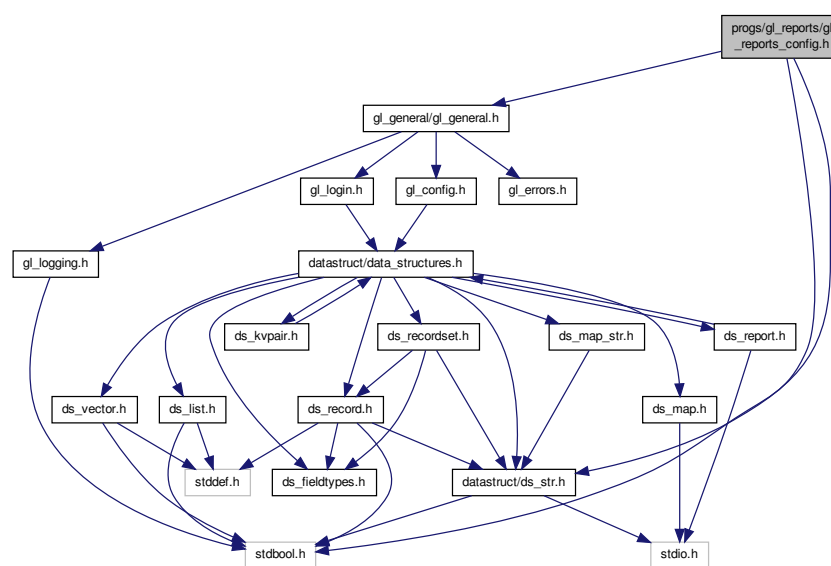 progs/gl_reports/gl
_reports_config.h
gl_general/gl_general.h
gl_login.h
gl_config.h
gl_errors.h
gl_logging.h
datastruct/data_structures.h
ds_kvpair.h
ds_recordset.h
ds_map_str.h
ds_report.h
ds_vector.h
ds_list.h
ds_record.h
ds_map.h
stddef.h
ds_fieldtypes.h
datastruct/ds_str.h
stdbool.h
stdio.h